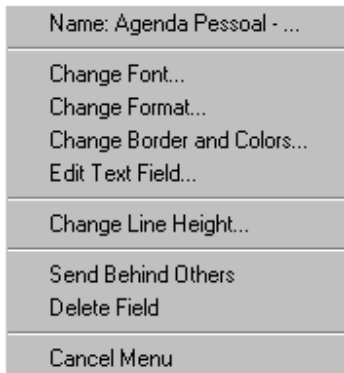 Name: Agenda Pessoal - ...
Change Font...
Change Format...
Change Border and Colors...
Edit Text Field...
Change Line Height...
Send Behind Others
Delete Field
Cancel Menu